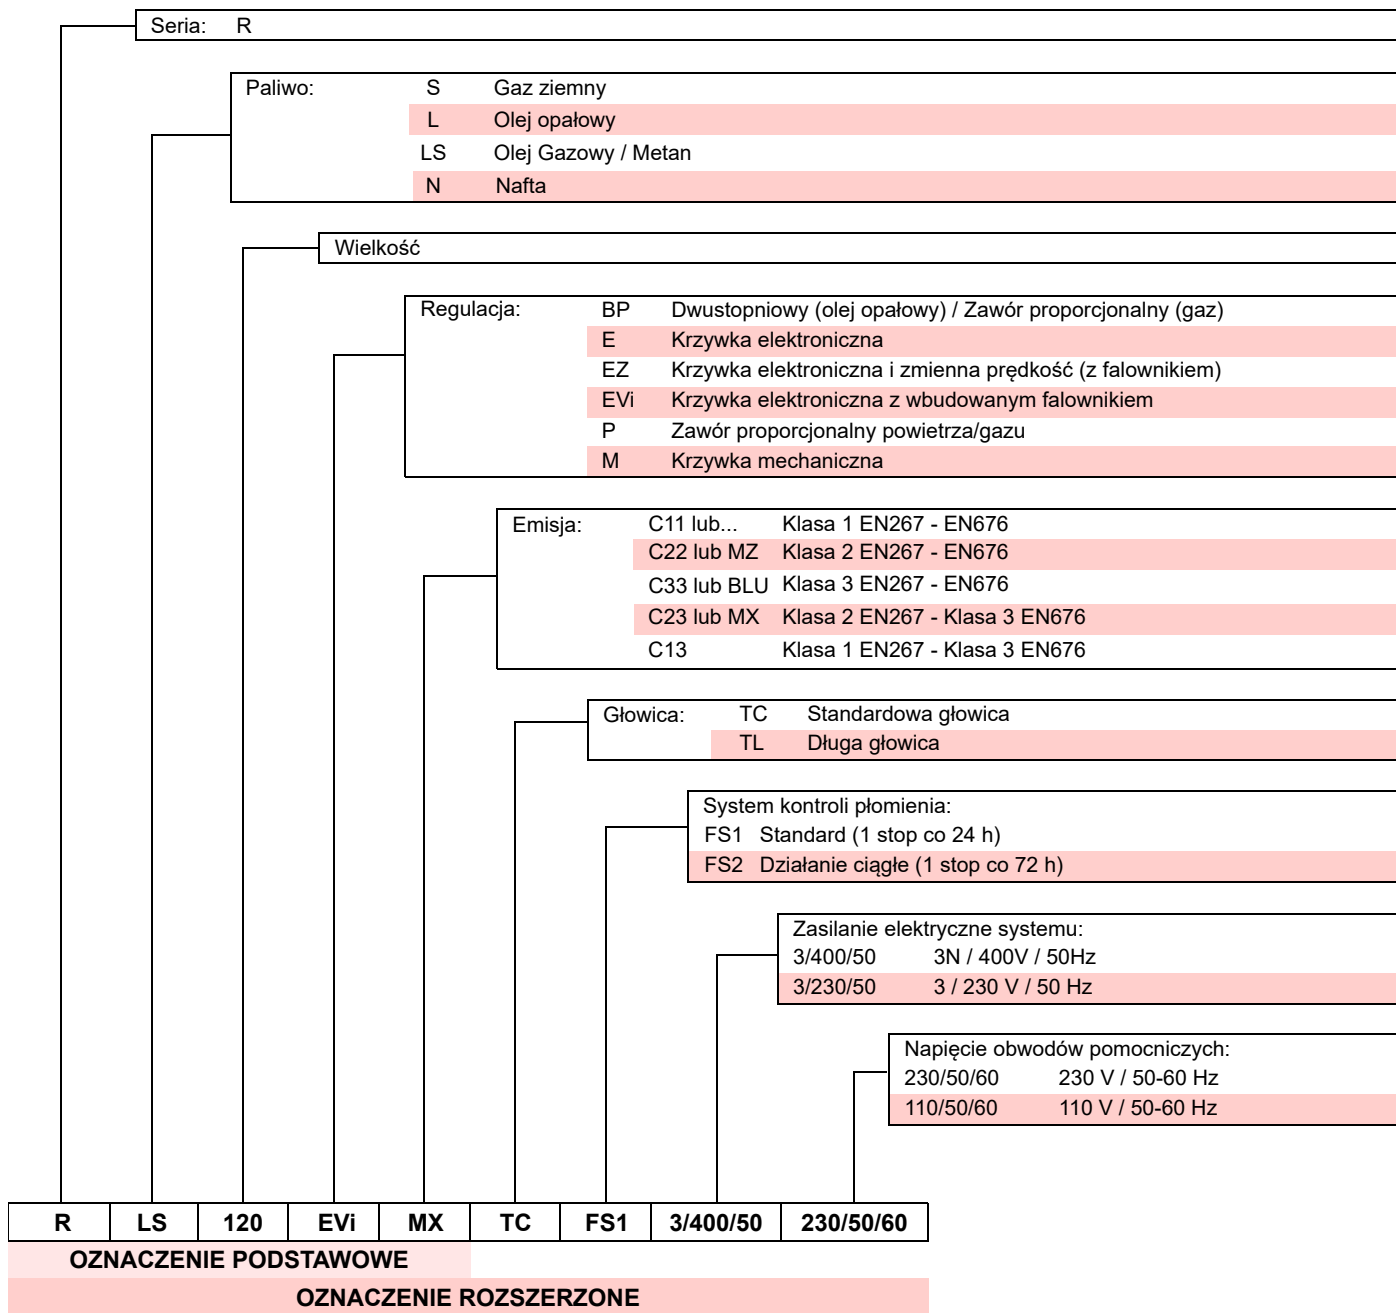 Seria: R
Paliwo: S Gaz ziemny
L Olej opałowy
LS Olej Gazowy / Metan
N Nafta
Wielkość
Regulacja: BP Dwustopniowy (olej opałowy) / Zawór proporcjonalny (gaz)
E Krzywka elektroniczna
EZ Krzywka elektroniczna i zmienna prędkość (z falownikiem)
EVi Krzywka elektroniczna z wbudowanym falownikiem
P Zawór proporcjonalny powietrza/gazu
M Krzywka mechaniczna
Emisja: C11 lub... Klasa 1 EN267 - EN676
C22 lub MZ Klasa 2 EN267 - EN676
C33 lub BLU Klasa 3 EN267 - EN676
C23 lub MX Klasa 2 EN267 - Klasa 3 EN676
C13 Klasa 1 EN267 - Klasa 3 EN676
Głowica: TC Standardowa głowica
TL Długa głowica
System kontroli płomienia:
FS1 Standard (1 stop co 24 h)
FS2 Działanie ciągłe (1 stop co 72 h)
Zasilanie elektryczne systemu:
3/400/50 3N / 400V / 50Hz
3/230/50 3 / 230 V / 50 Hz
Napięcie obwodów pomocniczych:
230/50/60 230 V / 50-60 Hz
110/50/60 110 V / 50-60 Hz
R LS 120 EVi MX TC FS1 3/400/50 230/50/60
OZNACZENIE PODSTAWOWE
OZNACZENIE ROZSZERZONE